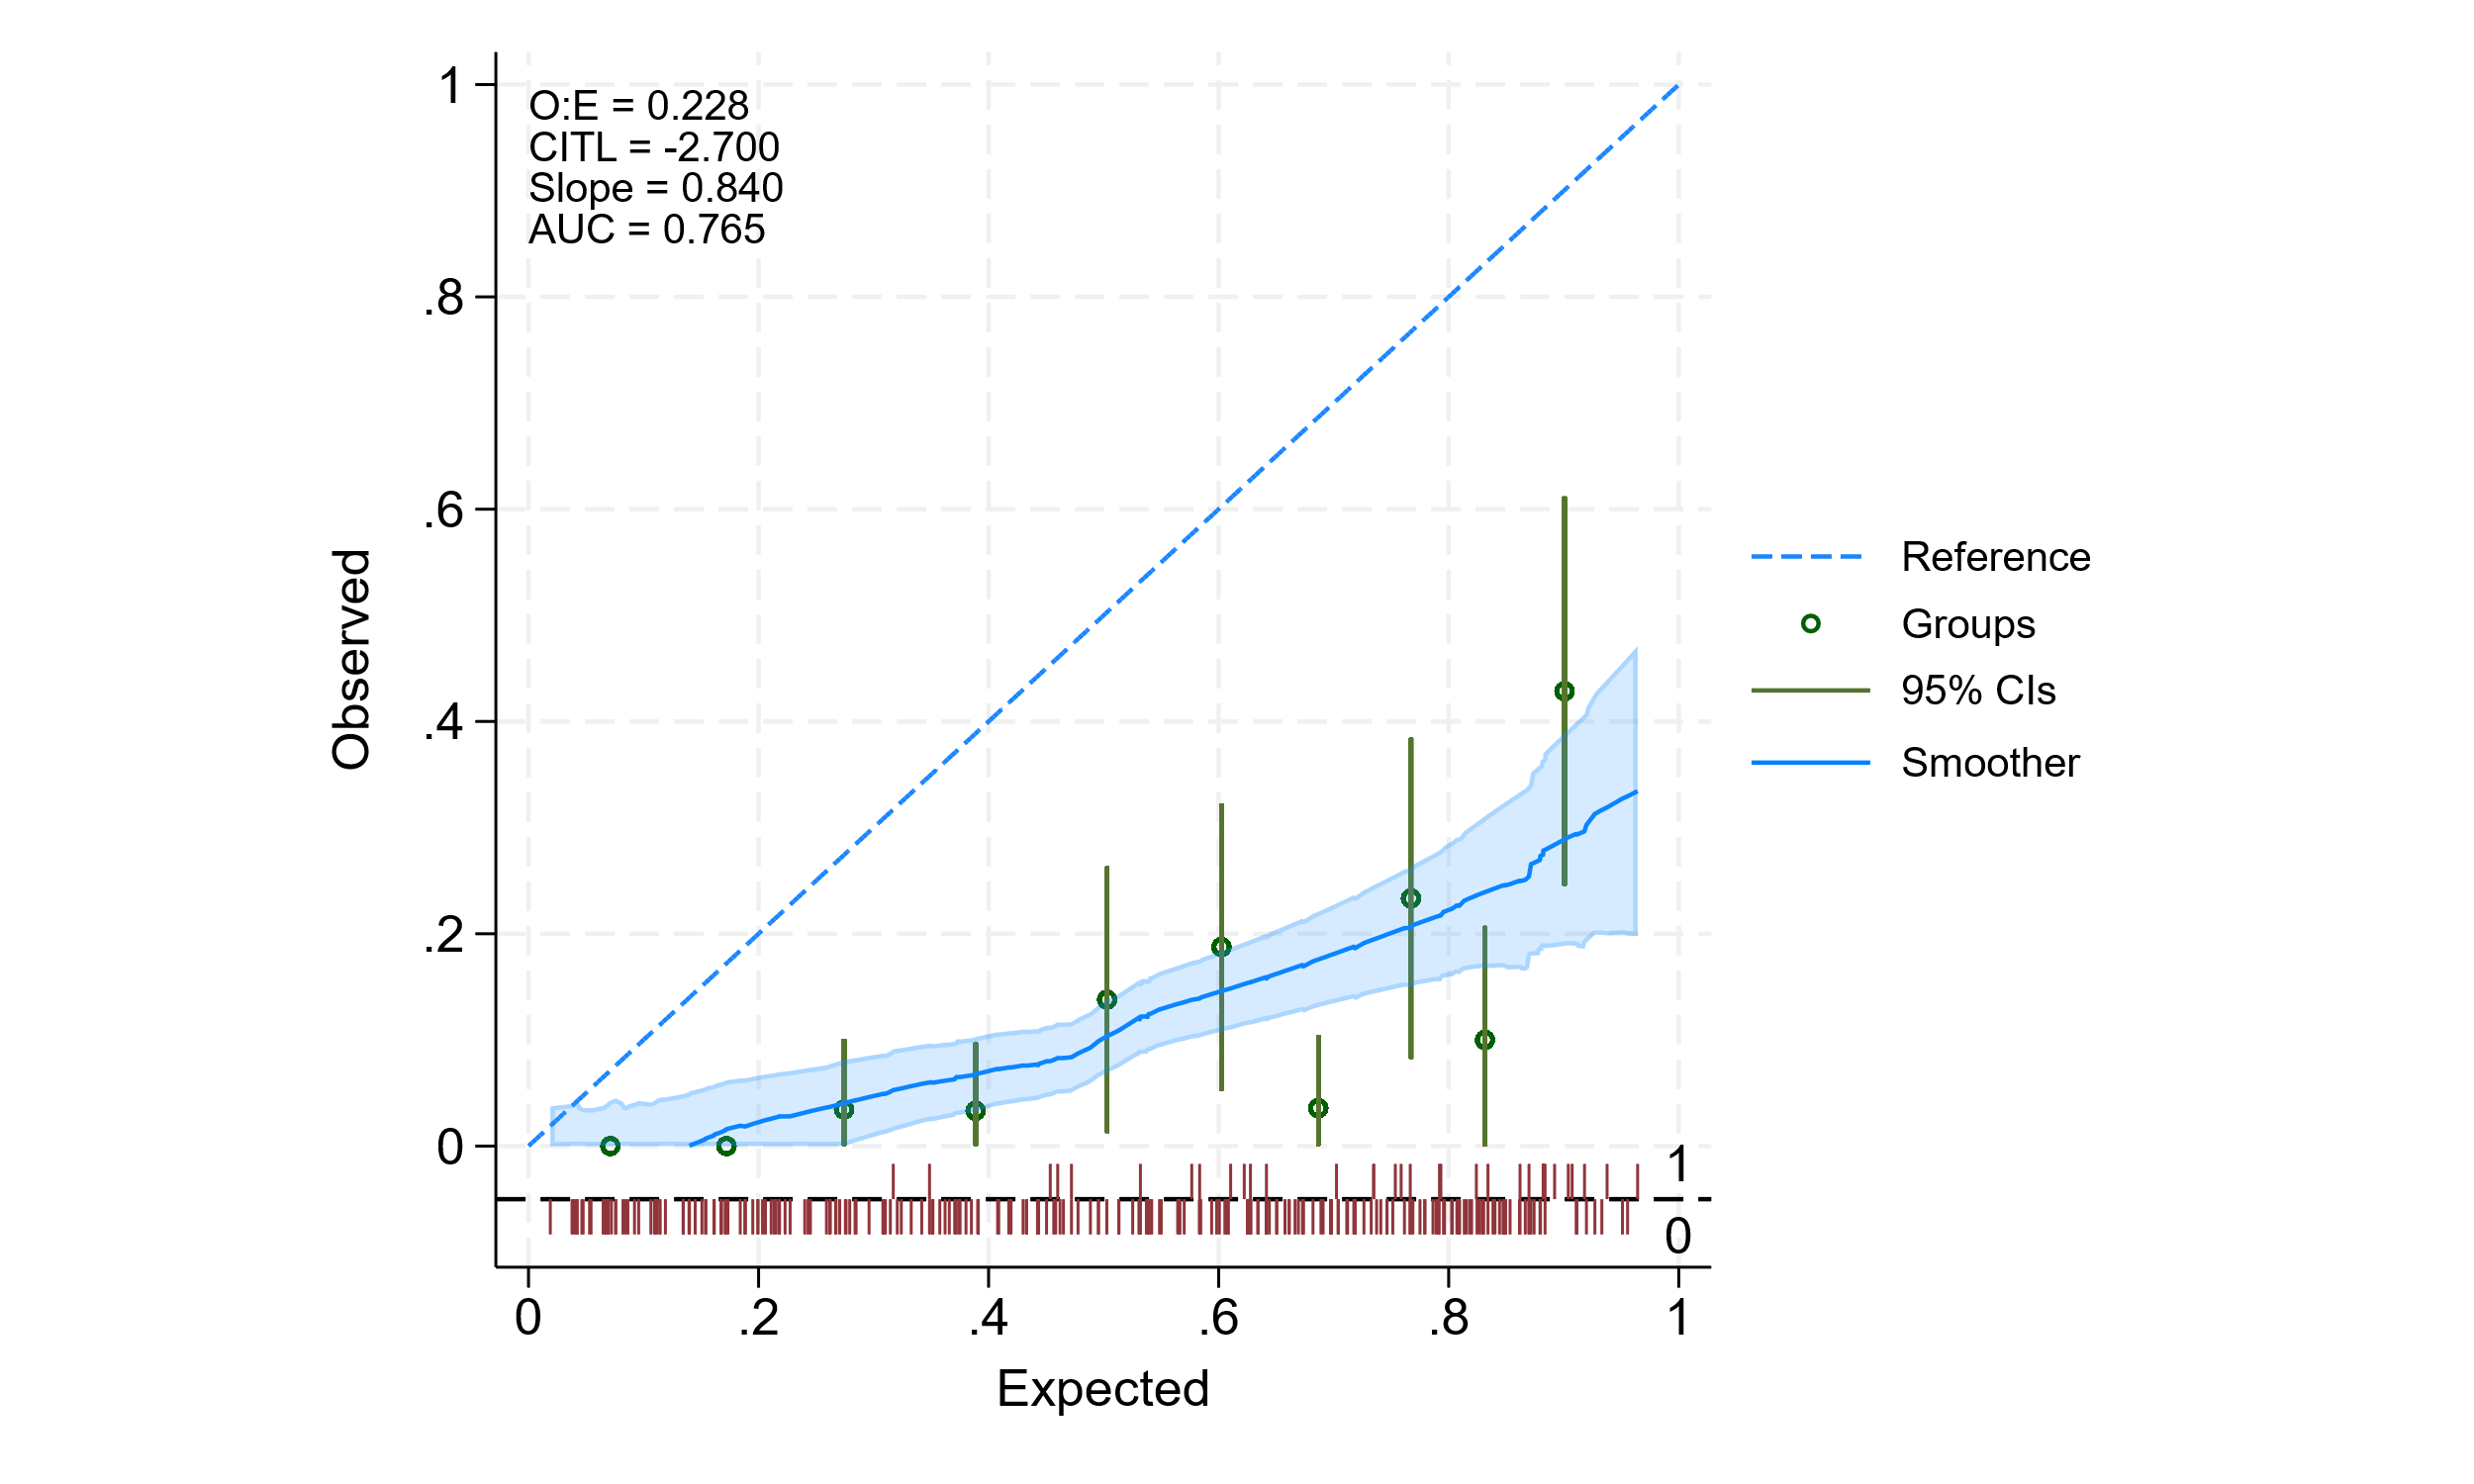 O:E = 0.228
CITL = -2.700
Slope = 0.840
AUC = 0.765
1
.8
.6
.4
.2
0
Observed
1
0
0
.2
.4
.6
.8
1
Expected
Reference
Groups
95% CIs
Smoother